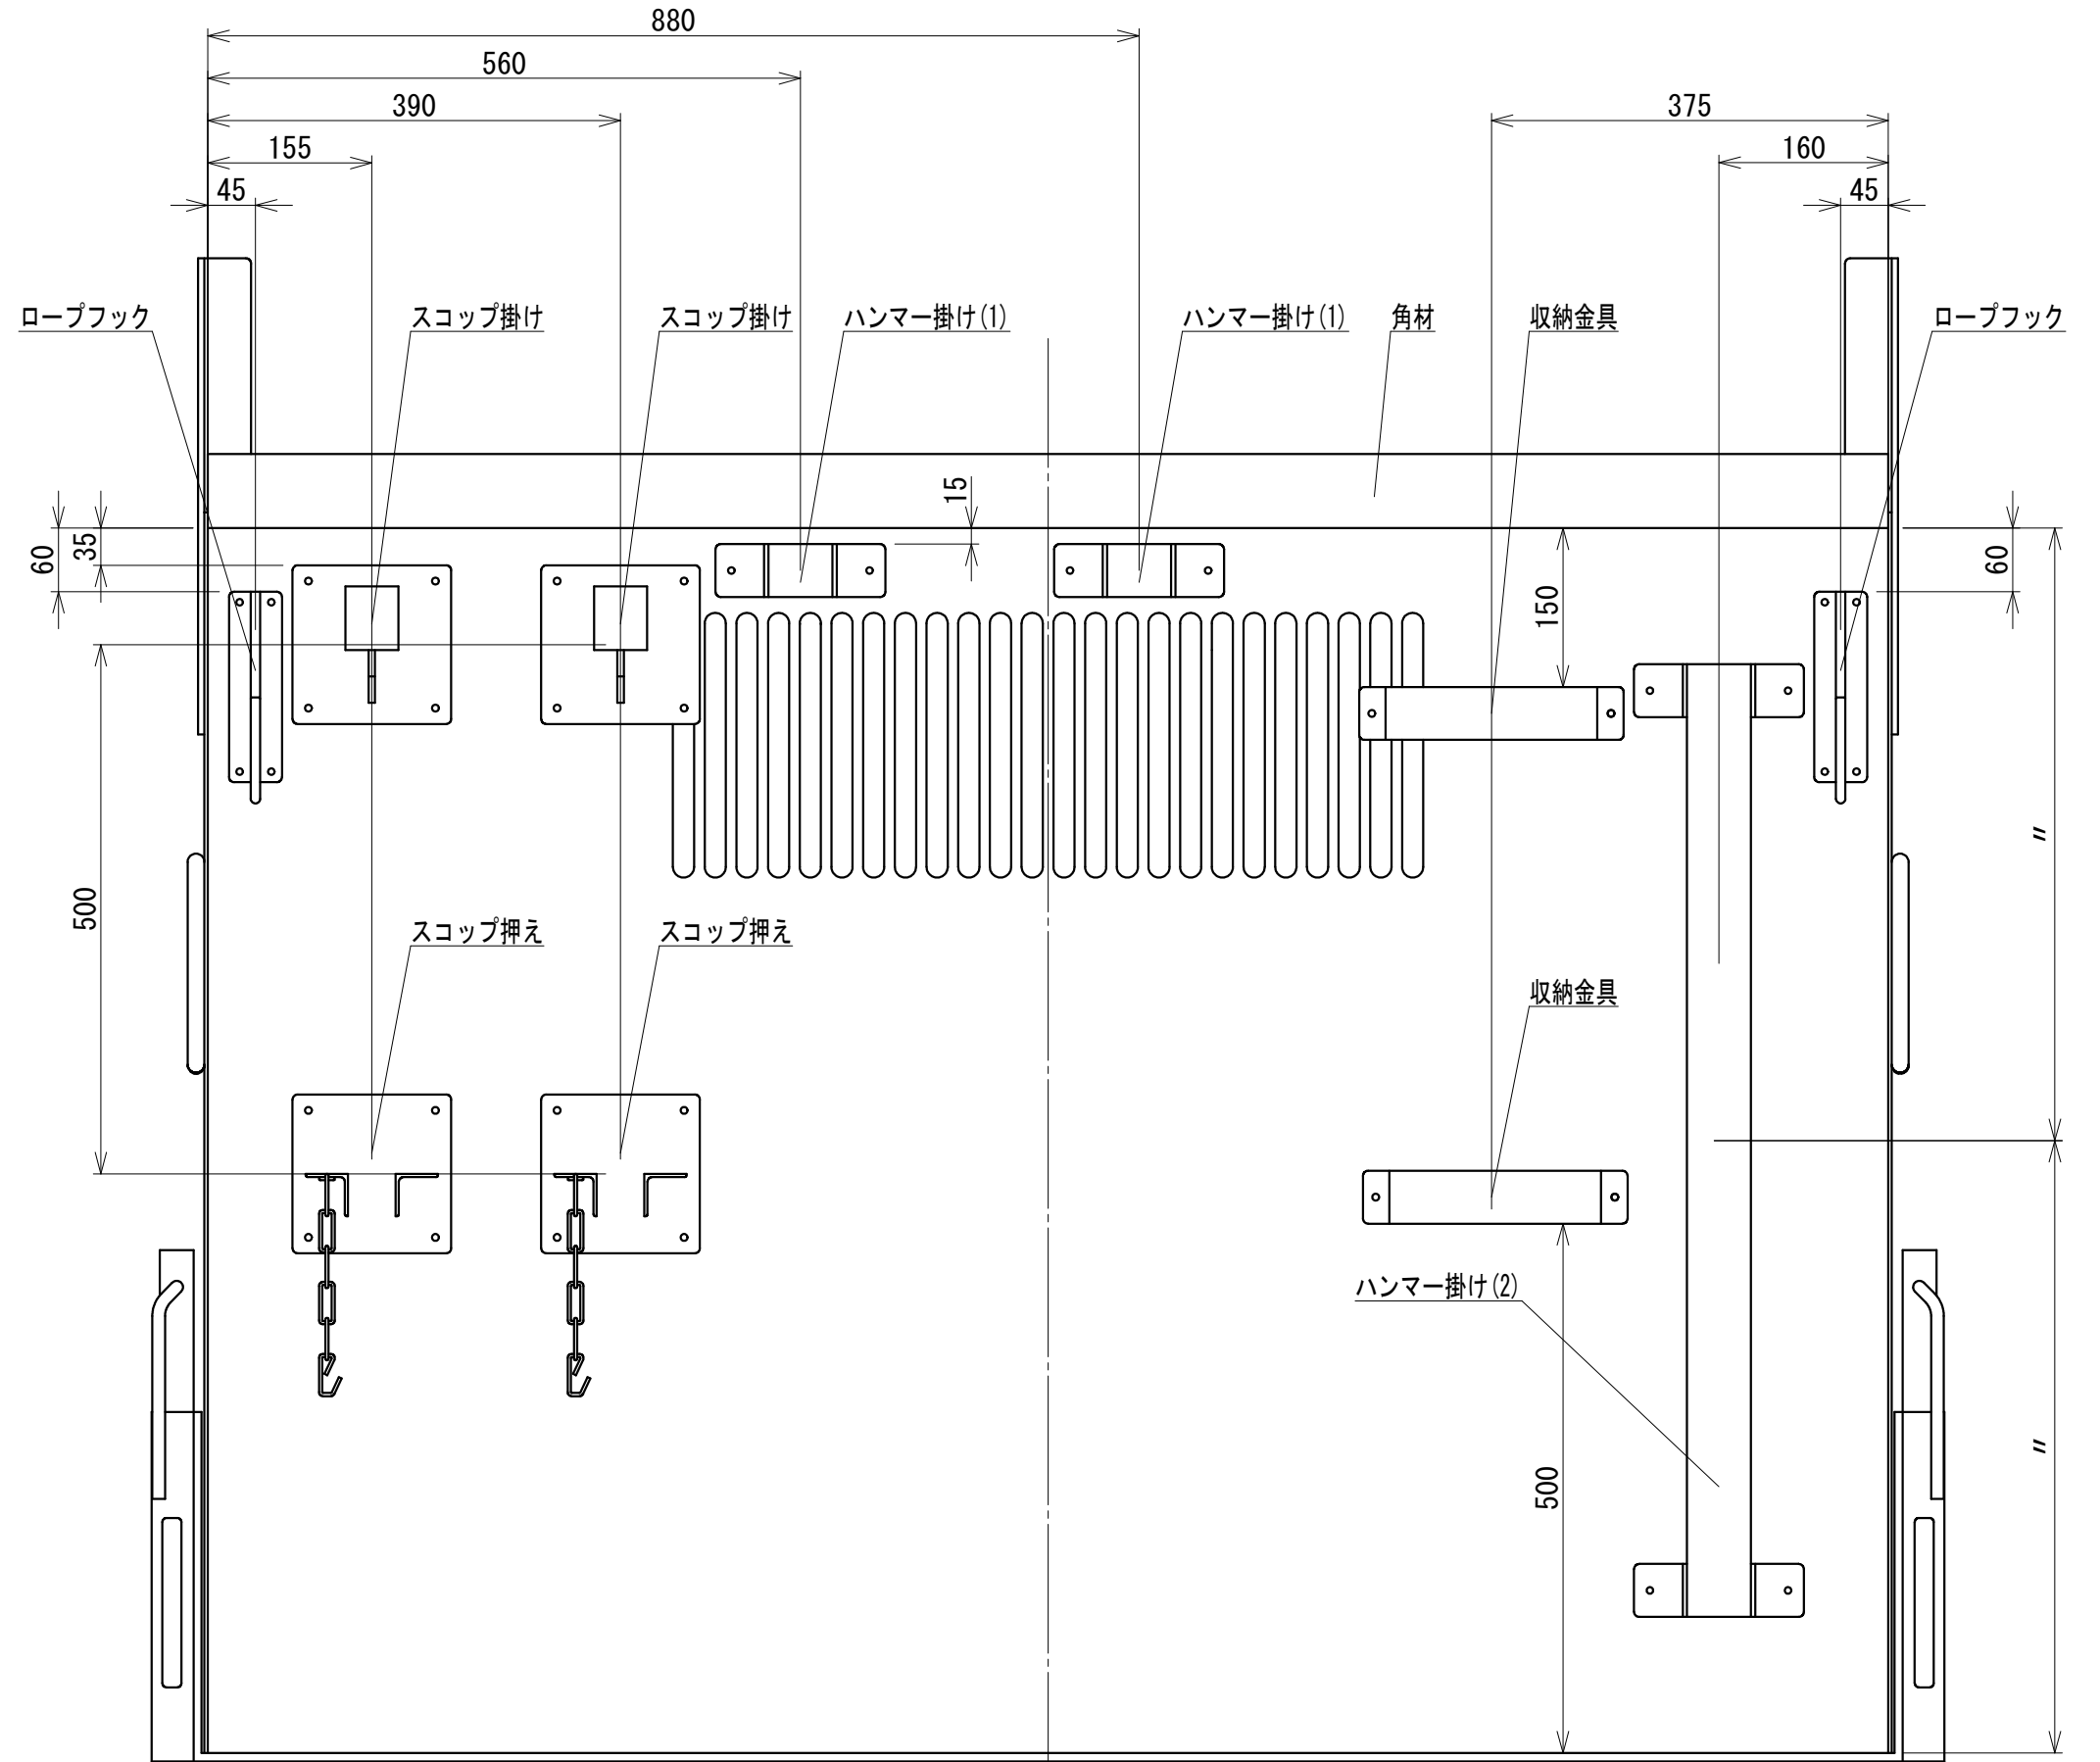 880
560
390
375
155
160
45
45
ロープフック
スコップ掛け
スコップ掛け
ハンマー掛け(1)
ハンマー掛け(1)
角材
収納金具
ロープフック
15
35
60
60
150
〃
500
スコップ押え
スコップ押え
収納金具
ハンマー掛け(2)
〃
500